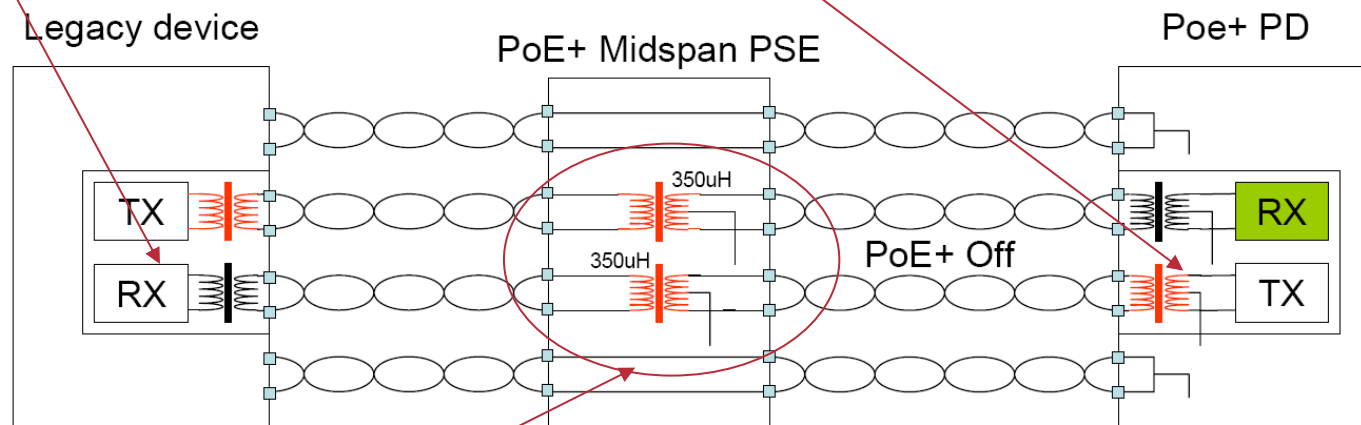 Legacy device
PoE+ Midspan PSE
Poe+ PD
TX
350uH
RX
RX
350uH
PoE+ Off
TX